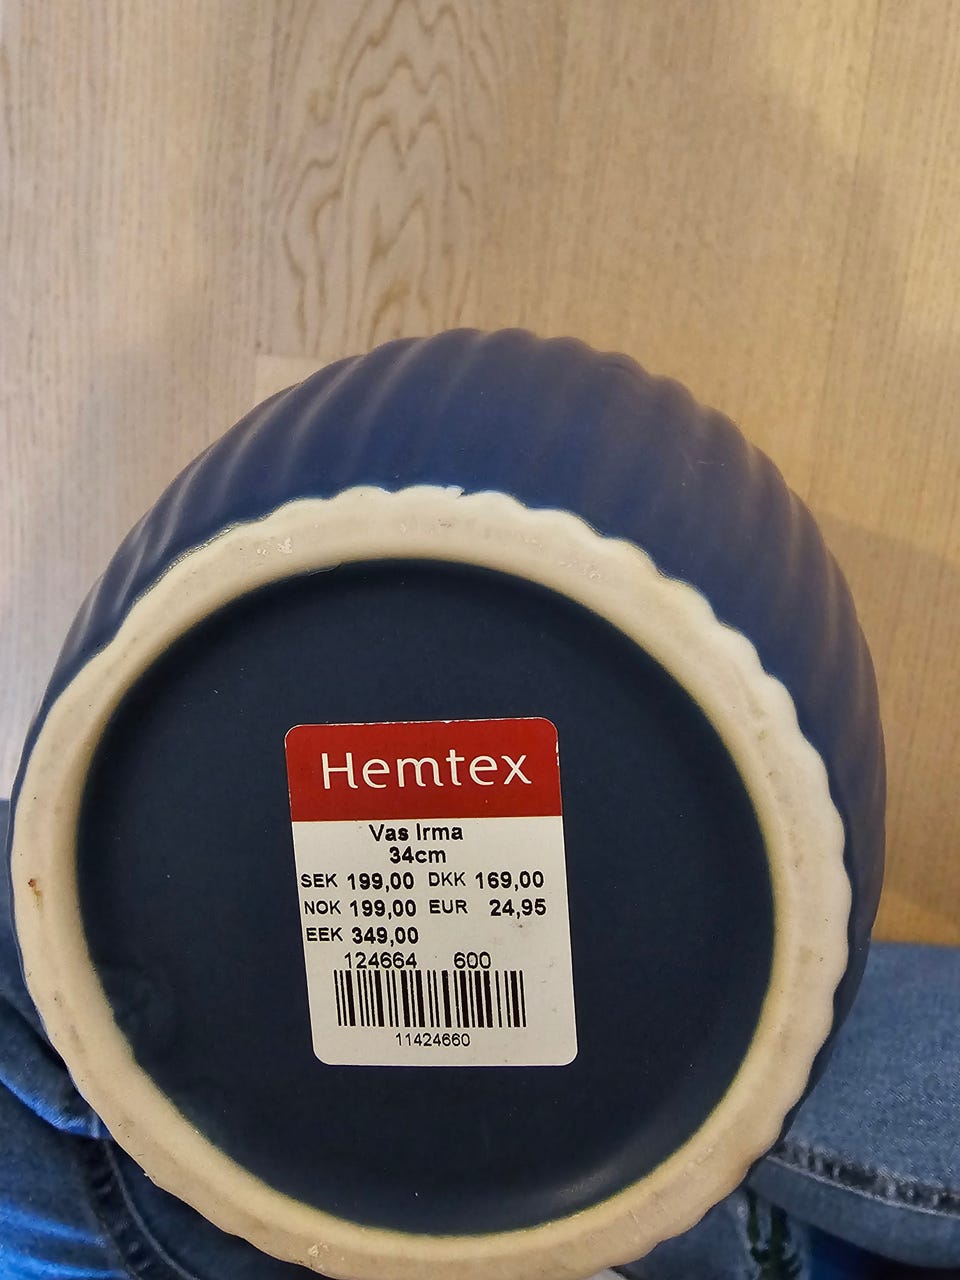 Hemtex
Vas Irma
34cm
SEK 199,00 DKK 169,00
NOK 199,00 EUR 24,95
EEK 349,00
124664 600
11424660